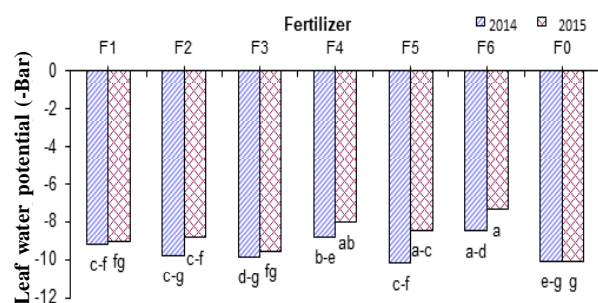 Fertilizer
2014 2015
F1 F2 F3 F4 F5 F6 F0
Leaf water potential (-Bar)
0
-2
-4
-6
-8
-10
-12
c-f fg c-g c-f d-g fg b-e ab c-f a-c a-d a e-g g